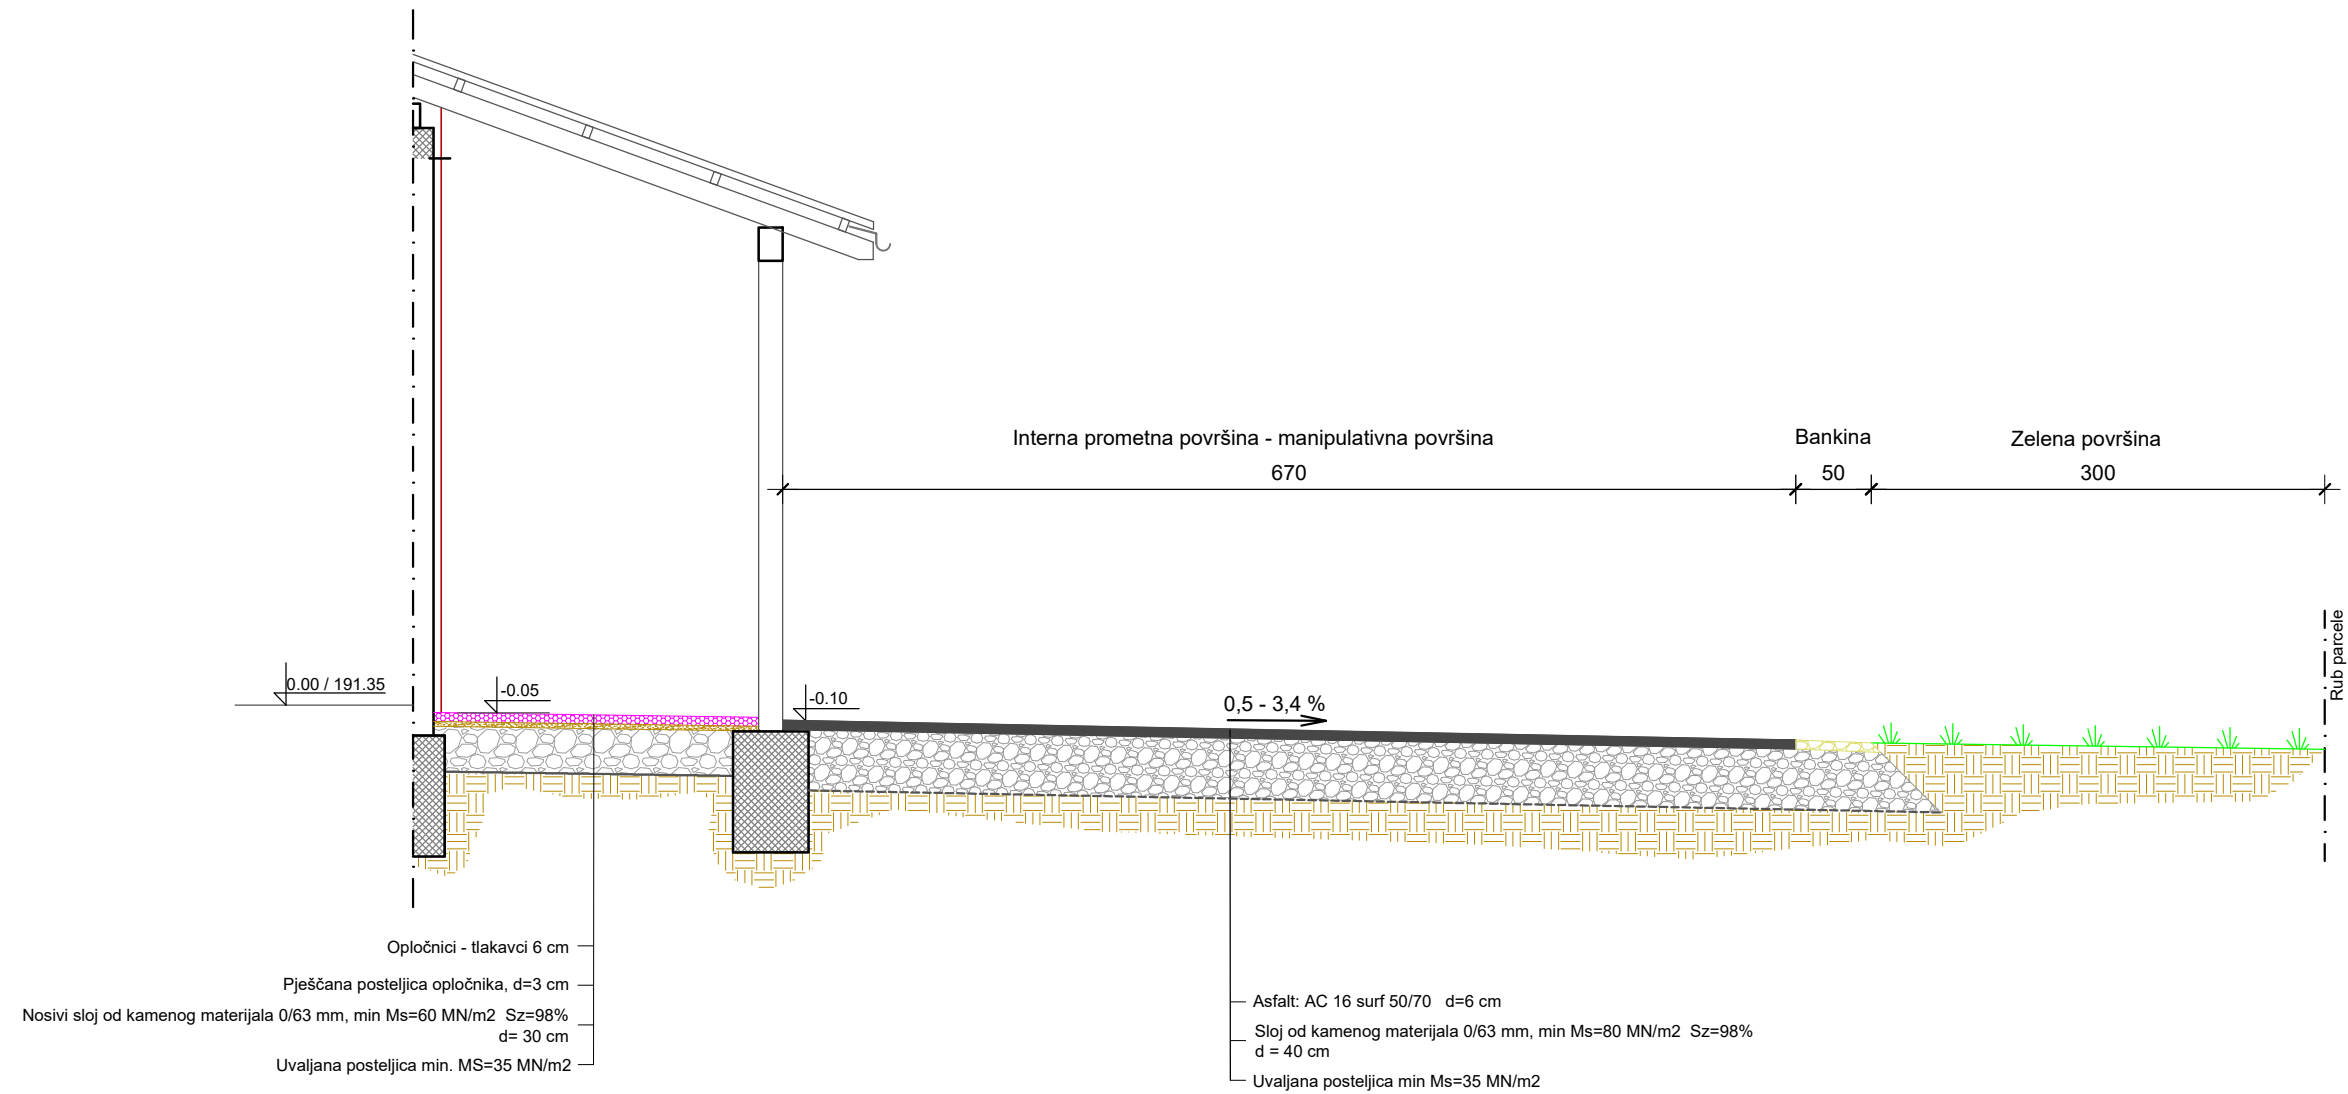 Interna prometna površina - manipulativna površina
Bankina
Zelena površina
670
50
300
Rub parcele
0.00 / 191.35
-0.05
-0.10
0,5 - 3,4 %
Opločnici - tlakavci 6 cm
Pješčana posteljica opločnika, d=3 cm
Nosivi sloj od kamenog materijala 0/63 mm, min Ms=60 MN/m2 Sz=98%
d= 30 cm
Uvaljana posteljica min. MS=35 MN/m2
Asfalt: AC 16 surf 50/70 d=6 cm
Sloj od kamenog materijala 0/63 mm, min Ms=80 MN/m2 Sz=98%
d = 40 cm
Uvaljana posteljica min Ms=35 MN/m2